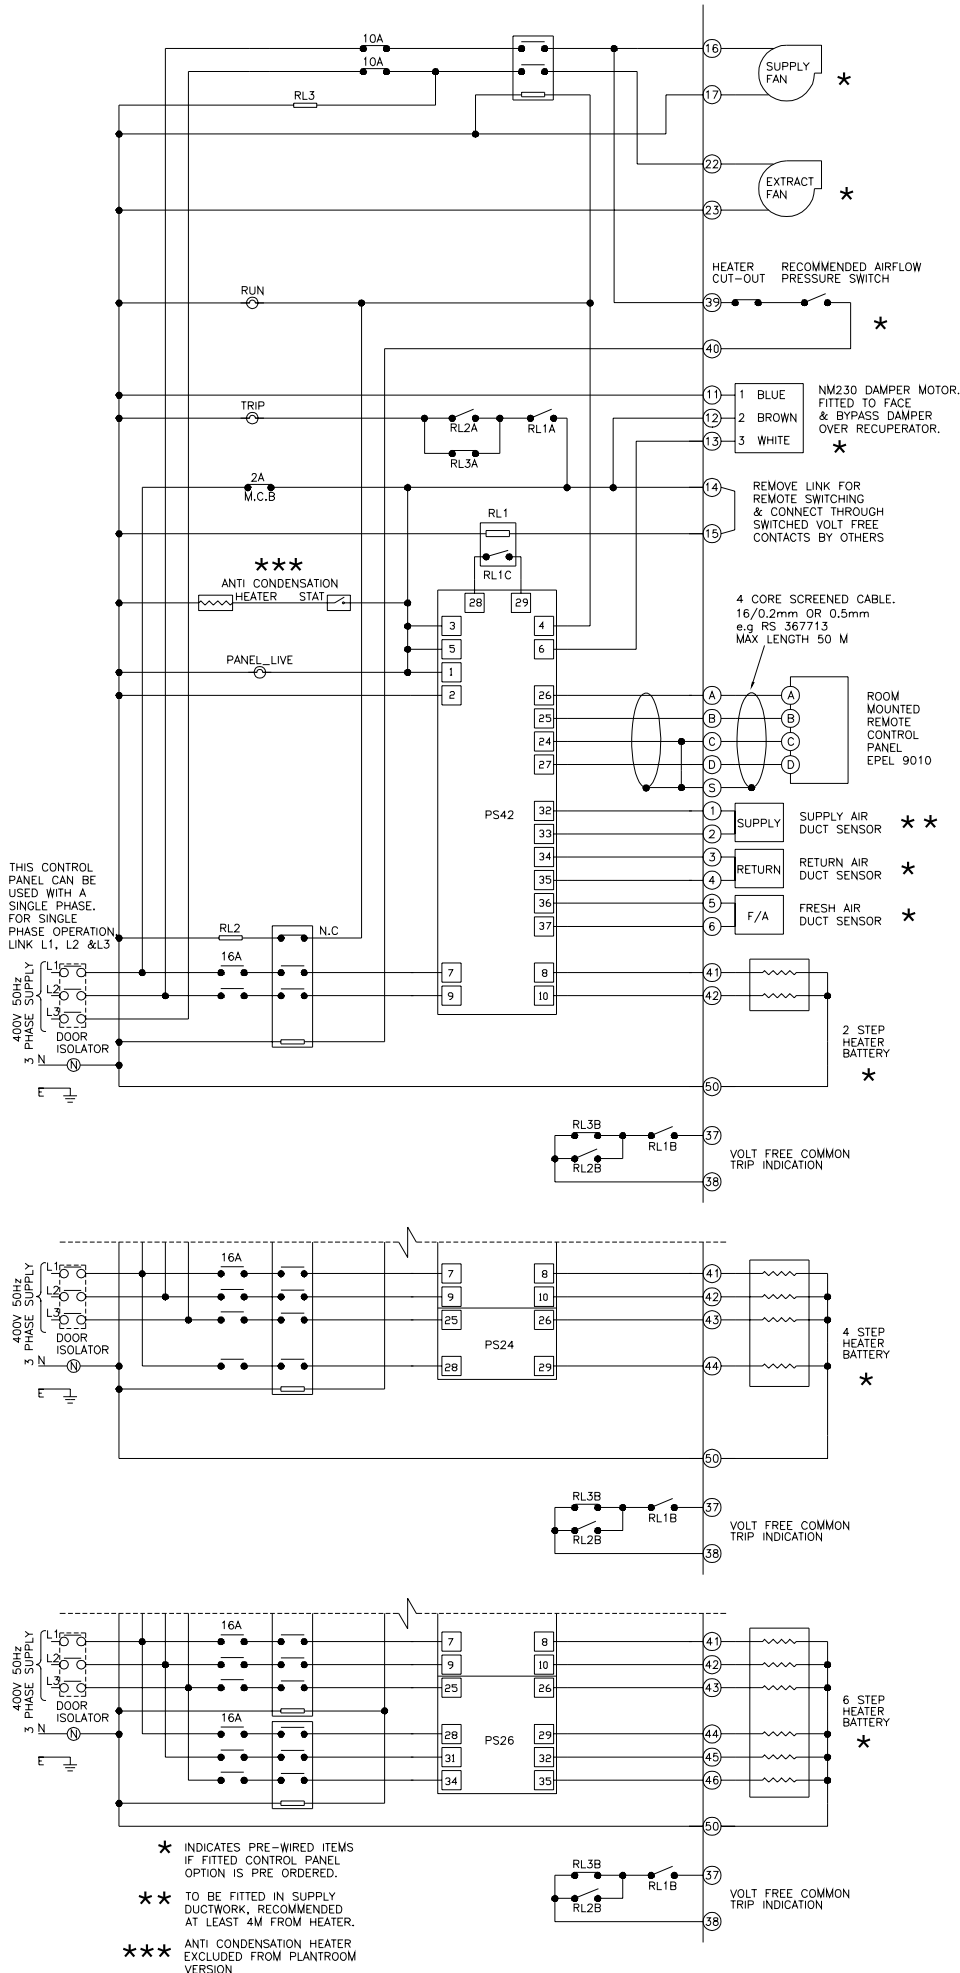 10A
16
10A
SUPPLY
FAN
*
RL3
17
22
EXTRACT
FAN
*
23
HEATER
CUT-OUT
RECOMMENDED AIRFLOW
PRESSURE SWITCH
RUN
39
*
40
11
1 BLUE
NM230 DAMPER MOTOR.
FITTED TO FACE
& BYPASS DAMPER
OVER RECUPERATOR.
*
TRIP
12
2 BROWN
RL2A
RL1A
13
3 WHITE
RL3A
2A
M.C.B
14
REMOVE LINK FOR
REMOTE SWITCHING
& CONNECT THROUGH
SWITCHED VOLT FREE
CONTACTS BY OTHERS
RL1
15
RL1C
***
ANTI CONDENSATION
HEATER STAT
28
29
4 CORE SCREENED CABLE.
16/0.2mm OR 0.5mm
e.g RS 367713
MAX LENGTH 50 M
3
4
5
6
PANEL_LIVE
1
2
26
A
A
25
B
B
24
C
C
27
D
D
S
ROOM
MOUNTED
REMOTE
CONTROL
PANEL
EPEL 9010
PS42
32
1
33
2
SUPPLY
SUPPLY AIR
DUCT SENSOR
**
34
3
35
4
RETURN
RETURN AIR
DUCT SENSOR
*
36
5
37
6
F/A
FRESH AIR
DUCT SENSOR
*
THIS CONTROL
PANEL CAN BE
USED WITH A
SINGLE PHASE.
FOR SINGLE
PHASE OPERATION,
LINK L1, L2 &L3
RL2
N.C
16A
L1
L2
L3
400V 50Hz
3 PHASE SUPPLY
DOOR
ISOLATOR
N
N
E
7
8
41
9
10
42
2 STEP
HEATER
BATTERY
*
50
RL3B
37
RL2B
RL1B
38
VOLT FREE COMMON
TRIP INDICATION
16A
L1
L2
L3
400V 50Hz
3 PHASE SUPPLY
DOOR
ISOLATOR
N
N
E
7
8
41
9
10
42
25
26
43
PS24
28
29
44
4 STEP
HEATER
BATTERY
*
50
RL3B
37
RL2B
RL1B
38
VOLT FREE COMMON
TRIP INDICATION
16A
L1
L2
L3
400V 50Hz
3 PHASE SUPPLY
DOOR
ISOLATOR
N
N
E
7
8
41
9
10
42
25
26
43
16A
28
29
44
PS26
31
32
45
34
35
46
6 STEP
HEATER
BATTERY
*
50
* INDICATES PRE-WIRED ITEMS
IF FITTED CONTROL PANEL
OPTION IS PRE ORDERED.
** TO BE FITTED IN SUPPLY
DUCTWORK, RECOMMENDED
AT LEAST 4M FROM HEATER.
*** ANTI CONDENSATION HEATER
EXCLUDED FROM PLANTROOM
VERSION
RL3B
37
RL2B
RL1B
38
VOLT FREE COMMON
TRIP INDICATION